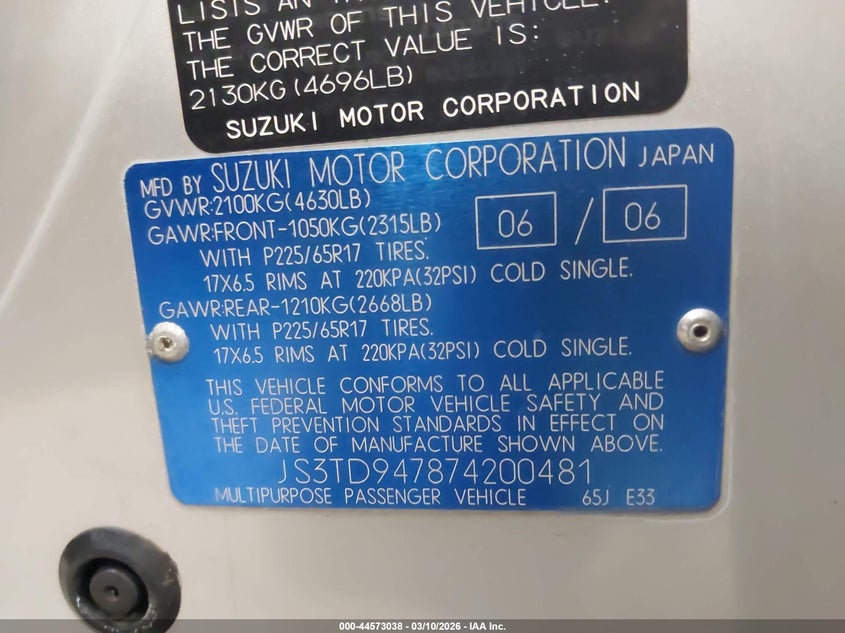 THE GVWR OF THIS VEHICLE.
THE CORRECT VALUE IS:
2130KG(4696LB)
SUZUKI MOTOR CORPORATION
MFD BY SUZUKI MOTOR CORPORATION JAPAN
GVWR:2100KG(4630LB)
GAWR:FRONT-1050KG(2315LB) 06 / 06
WITH P225/65R17 TIRES.
17X6.5 RIMS AT 220KPA(32PSI) COLD SINGLE.
GAWR:REAR-1210KG(2668LB)
WITH P225/65R17 TIRES.
17X6.5 RIMS AT 220KPA(32PSI) COLD SINGLE.
THIS VEHICLE CONFORMS TO ALL APPLICABLE
U.S. FEDERAL MOTOR VEHICLE SAFETY AND
THEFT PREVENTION STANDARDS IN EFFECT ON
THE DATE OF MANUFACTURE SHOWN ABOVE.
JS3TD947874200481
MULTIPURPOSE PASSENGER VEHICLE 65J E33
000-44573038 - 03/10/2026 - IAA Inc.